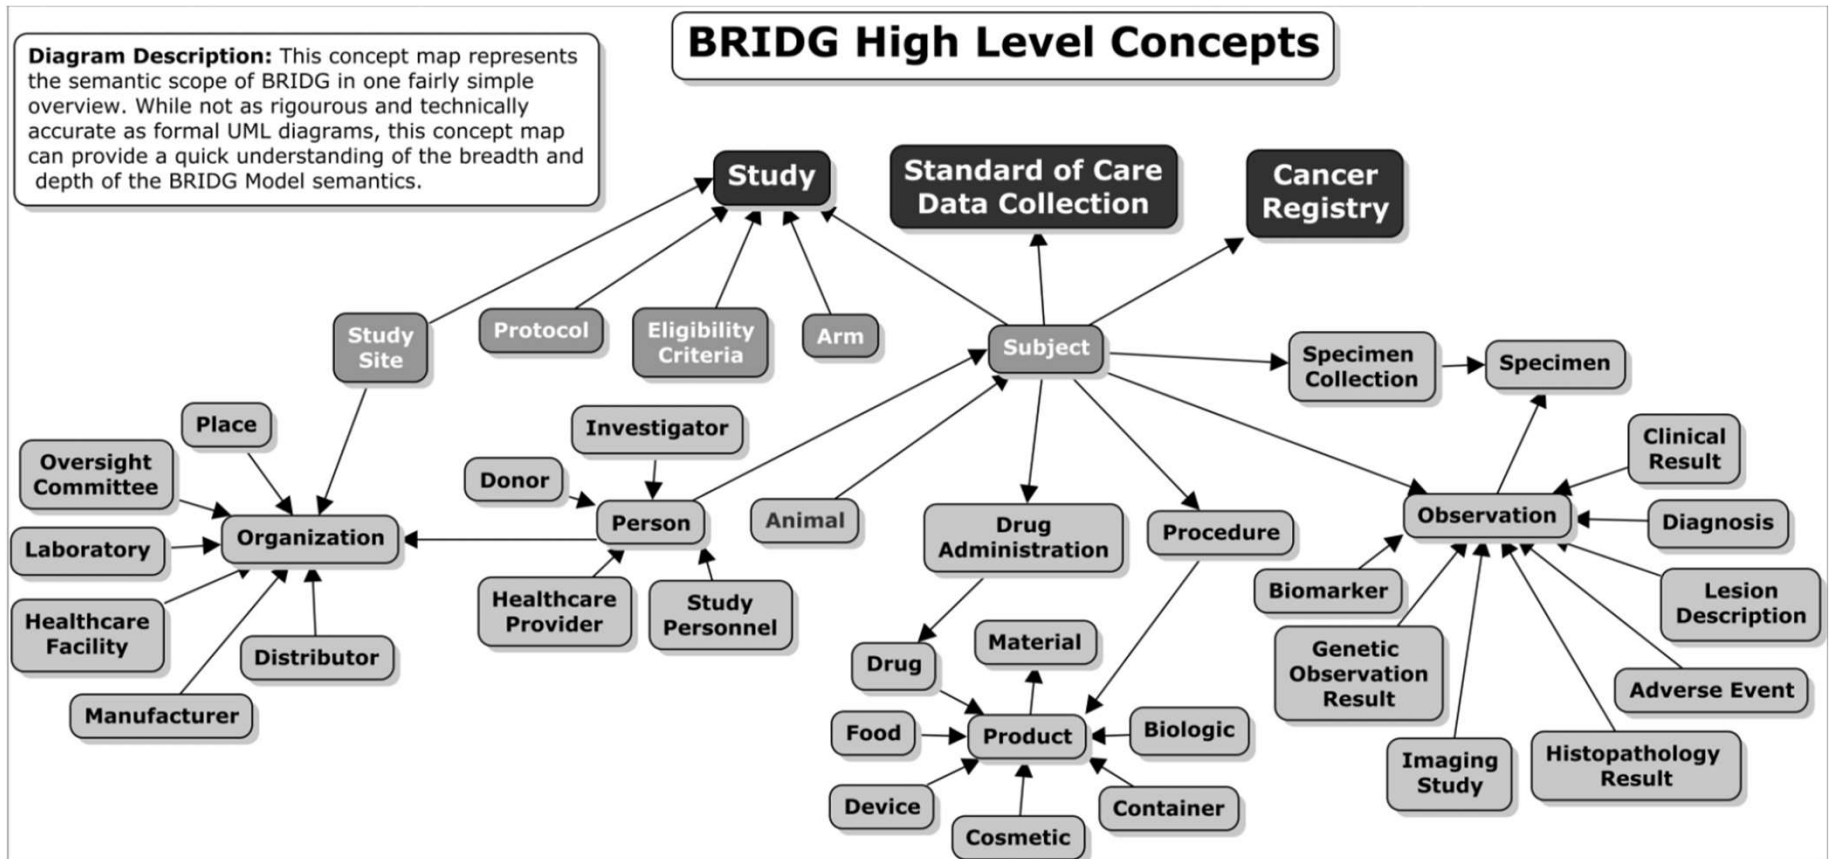 BRIDG High Level Concepts
Diagram Description: This concept map represents
the semantic scope of BRIDG in one fairly simple
overview. While not as rigourous and technically
accurate as formal UML diagrams, this concept map
can provide a quick understanding of the breadth and
depth of the BRIDG Model semantics.
Study
Standard of Care
Data Collection
Cancer
Registry
Study
Site
Protocol
Eligibility
Criteria
Arm
Subject
Specimen
Collection
Specimen
Place
Oversight
Committee
Laboratory
Organization
Healthcare
Facility
Distributor
Manufacturer
Investigator
Donor
Person
Healthcare
Provider
Study
Personnel
Animal
Drug
Administration
Procedure
Drug
Material
Food
Product
Biologic
Device
Cosmetic
Container
Clinical
Result
Observation
Diagnosis
Biomarker
Lesion
Description
Genetic
Observation
Result
Adverse Event
Imaging
Study
Histopathology
Result